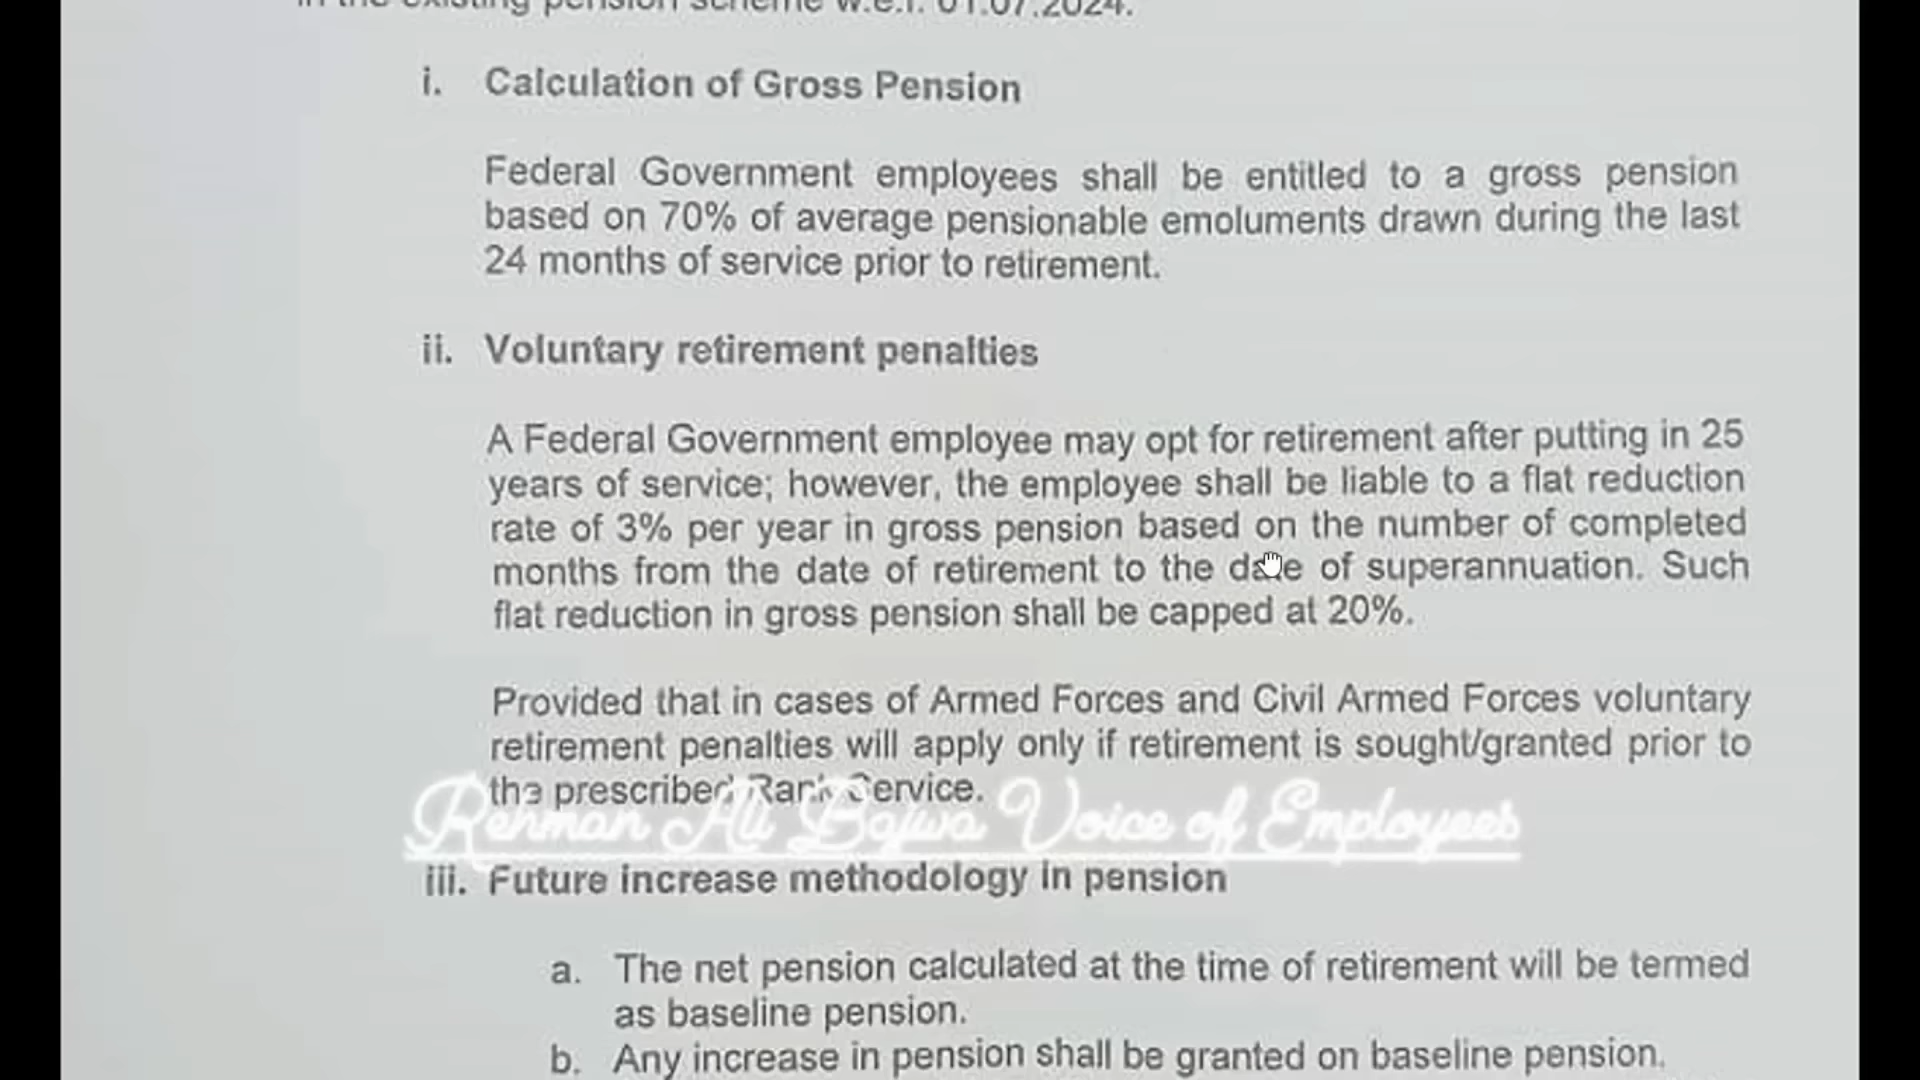 in the existing pension scheme w.e.f. 01.07.2024.
i. Calculation of Gross Pension
Federal Government employees shall be entitled to a gross pension
based on 70% of average pensionable emoluments drawn during the last
24 months of service prior to retirement.
ii. Voluntary retirement penalties
A Federal Government employee may opt for retirement after putting in 25
years of service; however, the employee shall be liable to a flat reduction
rate of 3% per year in gross pension based on the number of completed
months from the date of retirement to the date of superannuation. Such
flat reduction in gross pension shall be capped at 20%.
Provided that in cases of Armed Forces and Civil Armed Forces voluntary
retirement penalties will apply only if retirement is sought/granted prior to
the prescribed Rank Service.
Rehman Ali Bajwa Voice of Employees
iii. Future increase methodology in pension
a. The net pension calculated at the time of retirement will be termed
as baseline pension.
b. Any increase in pension shall be granted on baseline pension.